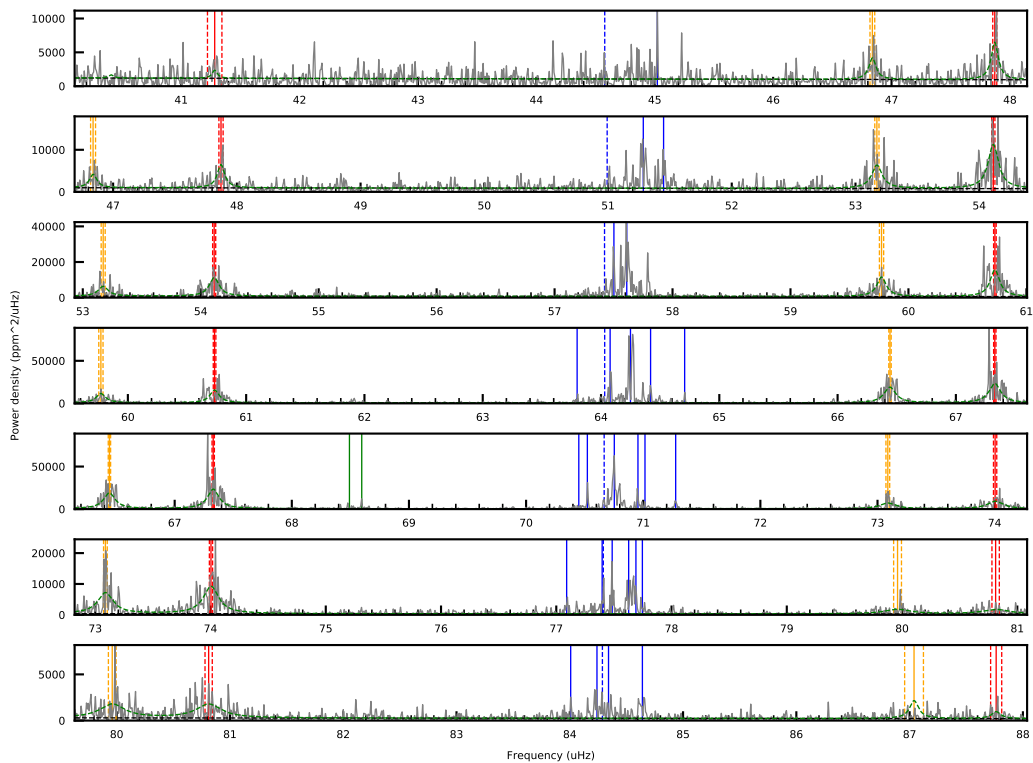 10000
5000
0
41 42 43 44 45 46 47 48
10000
0
47 48 49 50 51 52 53 54
40000
20000
0
53 54 55 56 57 58 59 60 61
Power density (ppm^2/uHz)
50000
0
60 61 62 63 64 65 66 67
50000
0
67 68 69 70 71 72 73 74
20000
10000
0
73 74 75 76 77 78 79 80 81
5000
0
80 81 82 83 84 85 86 87 88
Frequency (uHz)